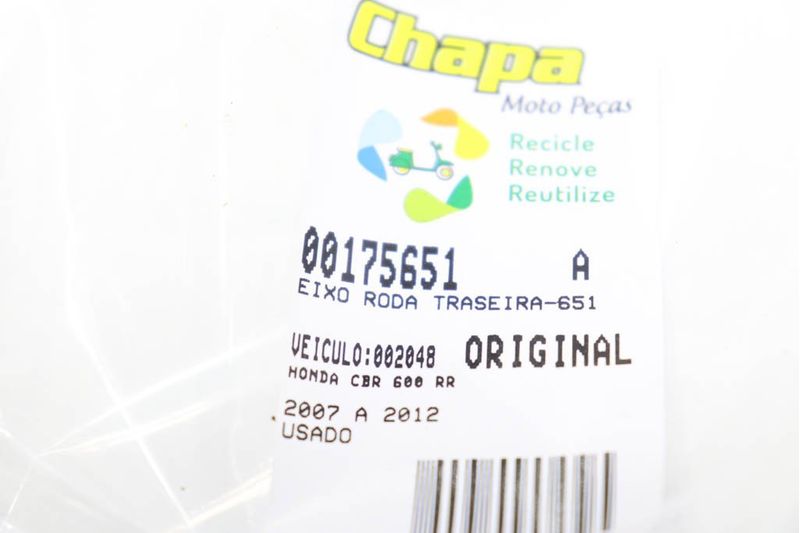 Chapa
Moto Peças
Recicle
Renove
Reutilize
00175651 A
EIXO RODA TRASEIRA-651
VEICULO:002048 ORIGINAL
HONDA CBR 600 RR
2007 A 2012
USADO